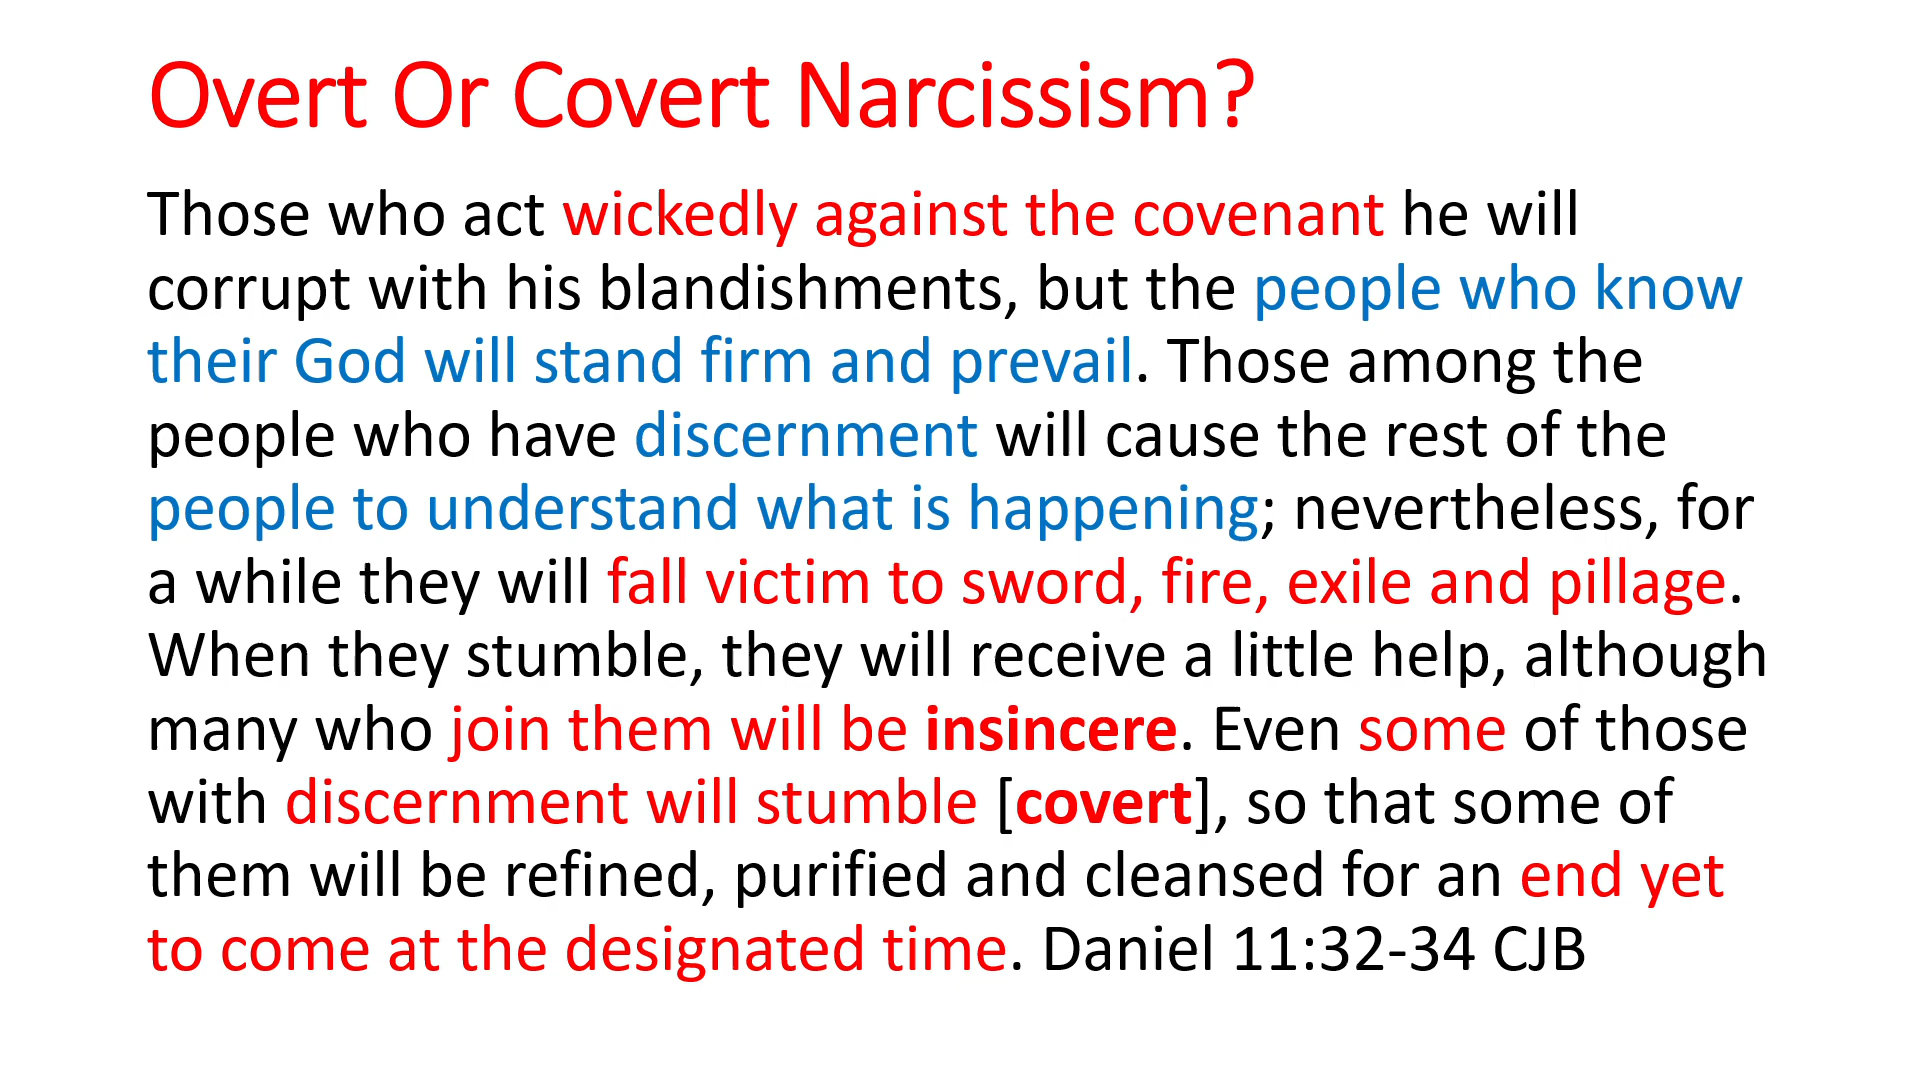 Overt Or Covert Narcissism?
Those who act wickedly against the covenant he will
corrupt with his blandishments, but the people who know
their God will stand firm and prevail. Those among the
people who have discernment will cause the rest of the
people to understand what is happening; nevertheless, for
a while they will fall victim to sword, fire, exile and pillage.
When they stumble, they will receive a little help, although
many who join them will be insincere. Even some of those
with discernment will stumble [covert], so that some of
them will be refined, purified and cleansed for an end yet
to come at the designated time. Daniel 11:32-34 CJB